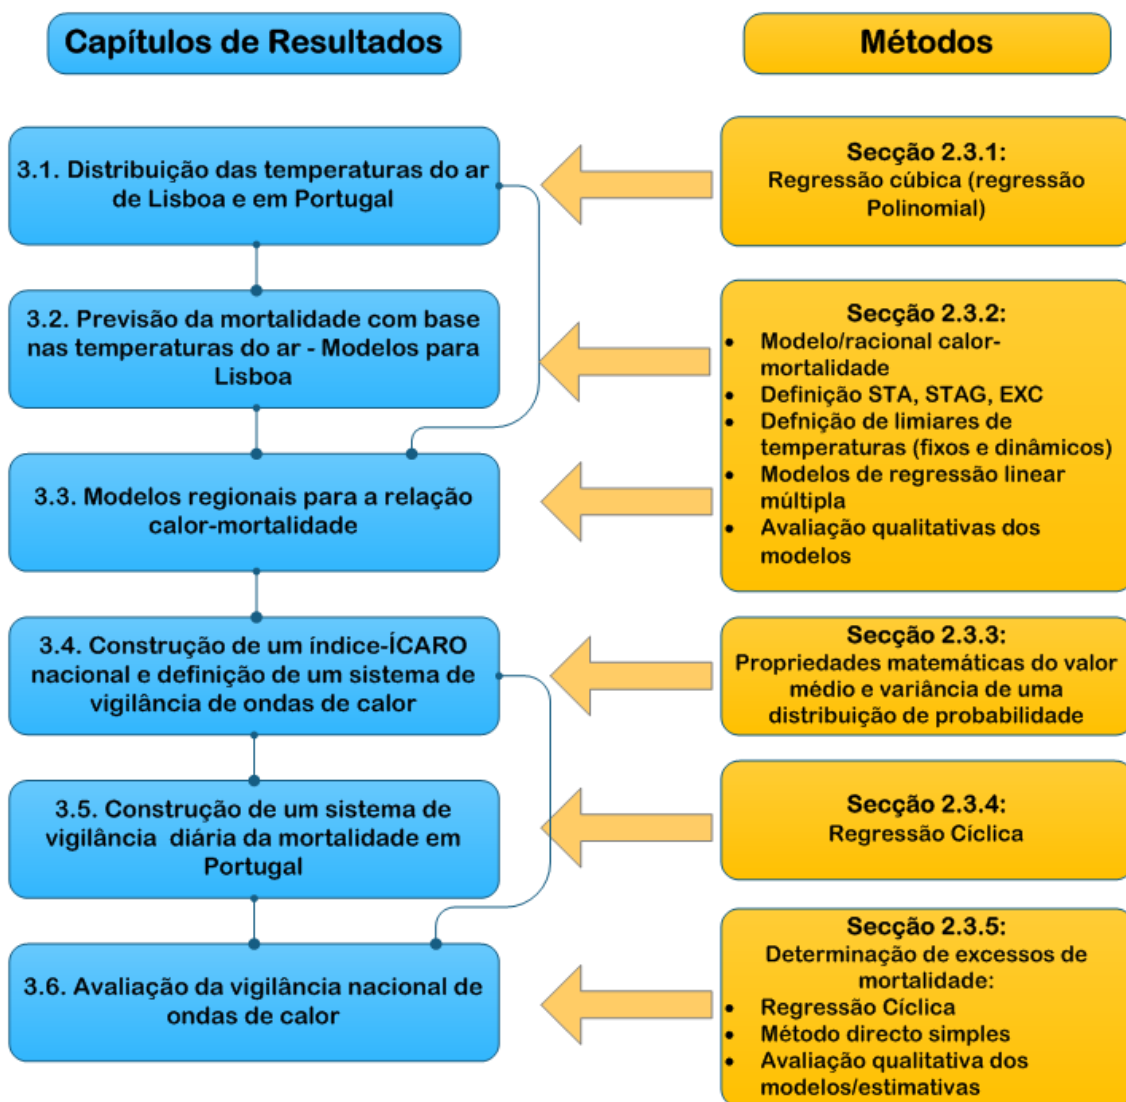 Capítulos de Resultados
Métodos
3.1. Distribuição das temperaturas do ar
de Lisboa e em Portugal
Secção 2.3.1:
Regressão cúbica (regressão
Polinomial)
3.2. Previsão da mortalidade com base
nas temperaturas do ar - Modelos para
Lisboa
Secção 2.3.2:
• Modelo/racional calor-
mortalidade
• Definição STA, STAG, EXC
• Defnição de limiares de
temperaturas (fixos e dinâmicos)
• Modelos de regressão linear
múltipla
• Avaliação qualitativas dos
modelos
3.3. Modelos regionais para a relação
calor-mortalidade
3.4. Construção de um índice-ÍCARO
nacional e definição de um sistema de
vigilância de ondas de calor
Secção 2.3.3:
Propriedades matemáticas do valor
médio e variância de uma
distribuição de probabilidade
3.5. Construção de um sistema de
vigilância diária da mortalidade em
Portugal
Secção 2.3.4:
Regressão Cíclica
3.6. Avaliação da vigilância nacional de
ondas de calor
Secção 2.3.5:
Determinação de excessos de
mortalidade:
• Regressão Cíclica
• Método directo simples
• Avaliação qualitativa dos
modelos/estimativas